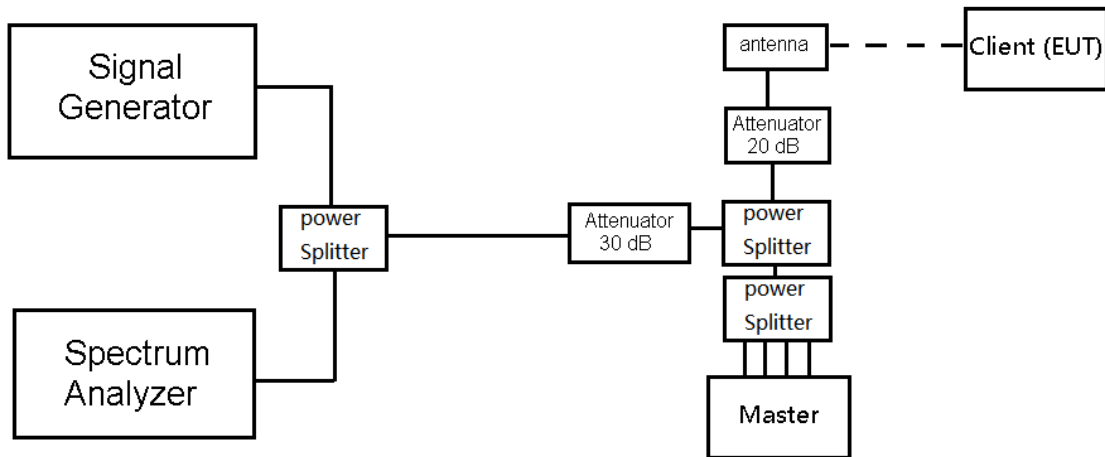 Signal
Generator
Spectrum
Analyzer
power
Splitter
Attenuator
30 dB
antenna
Client (EUT)
Attenuator
20 dB
power
Splitter
power
Splitter
Master